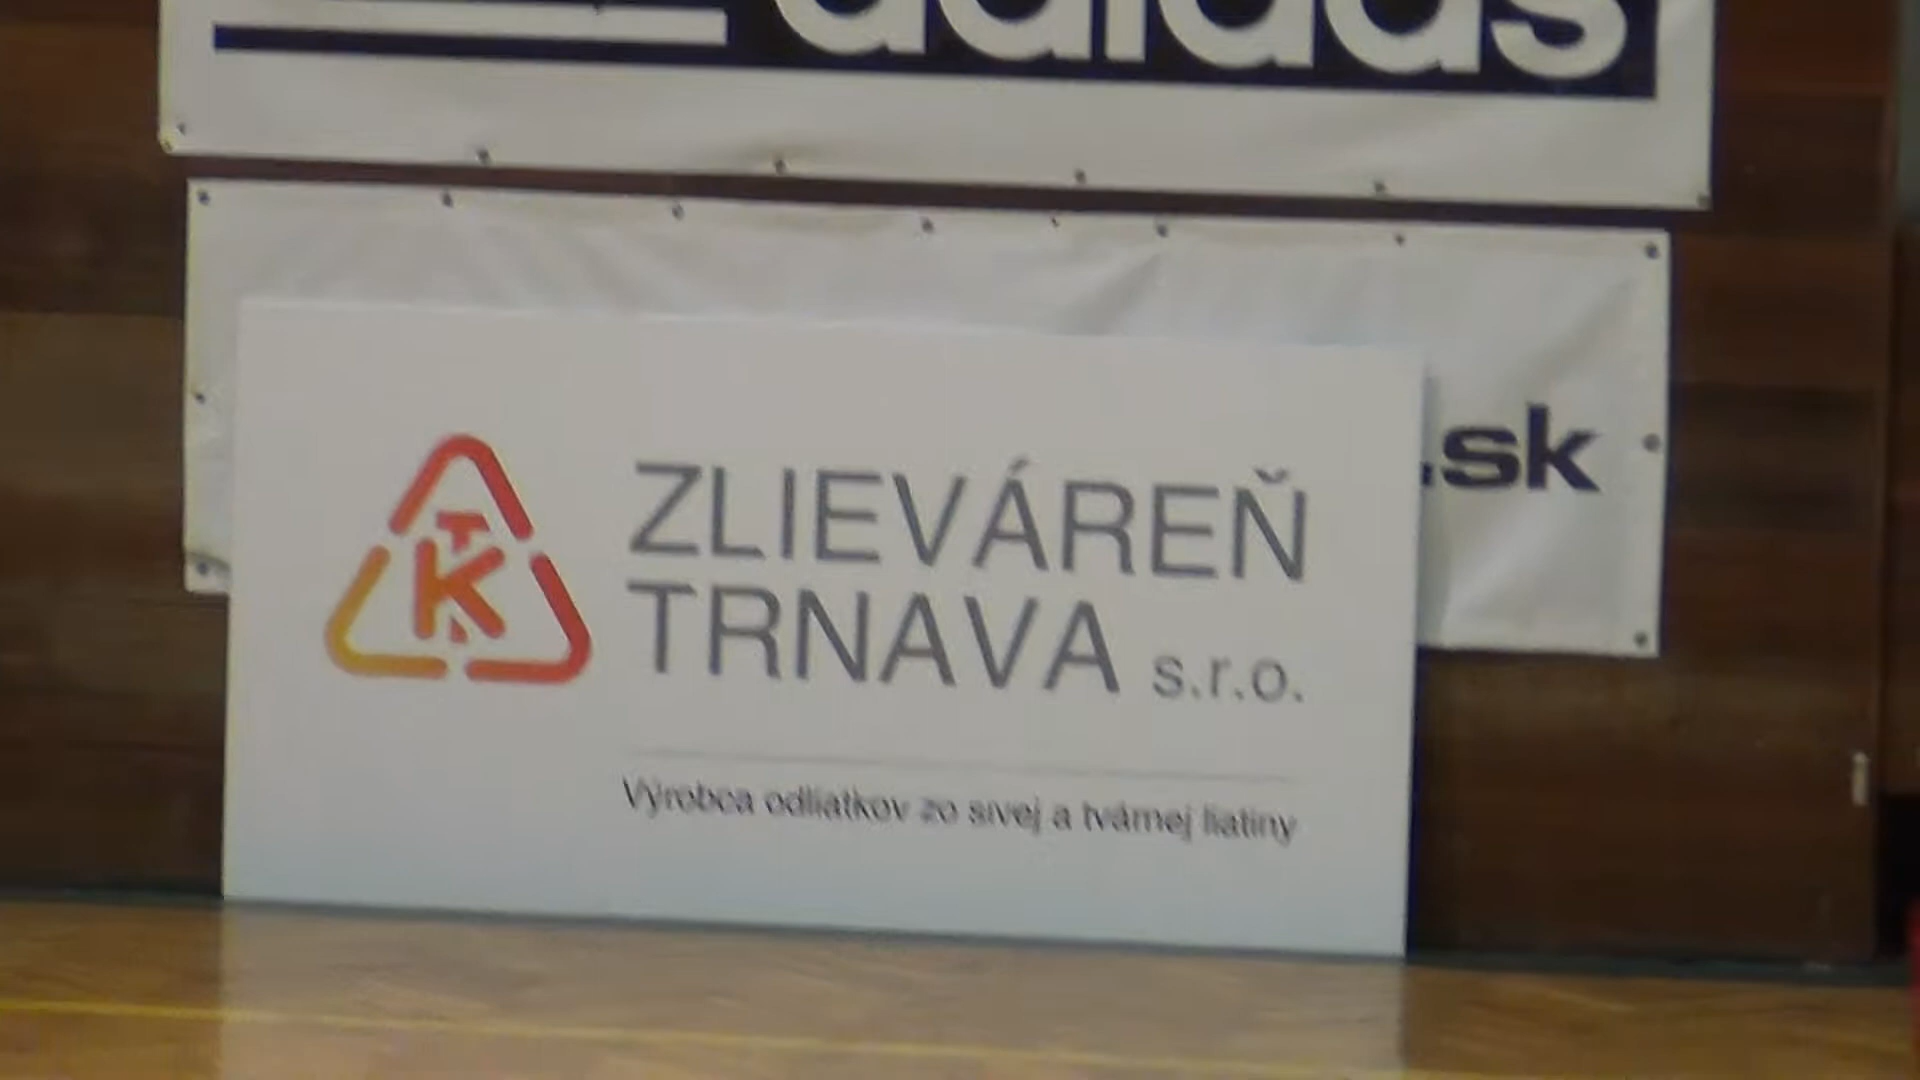 adidas
.sk
TK
ZLIEVÁREŇ
TRNAVA s.r.o.
Výrobca odliatkov zo sivej a tvárnej liatiny